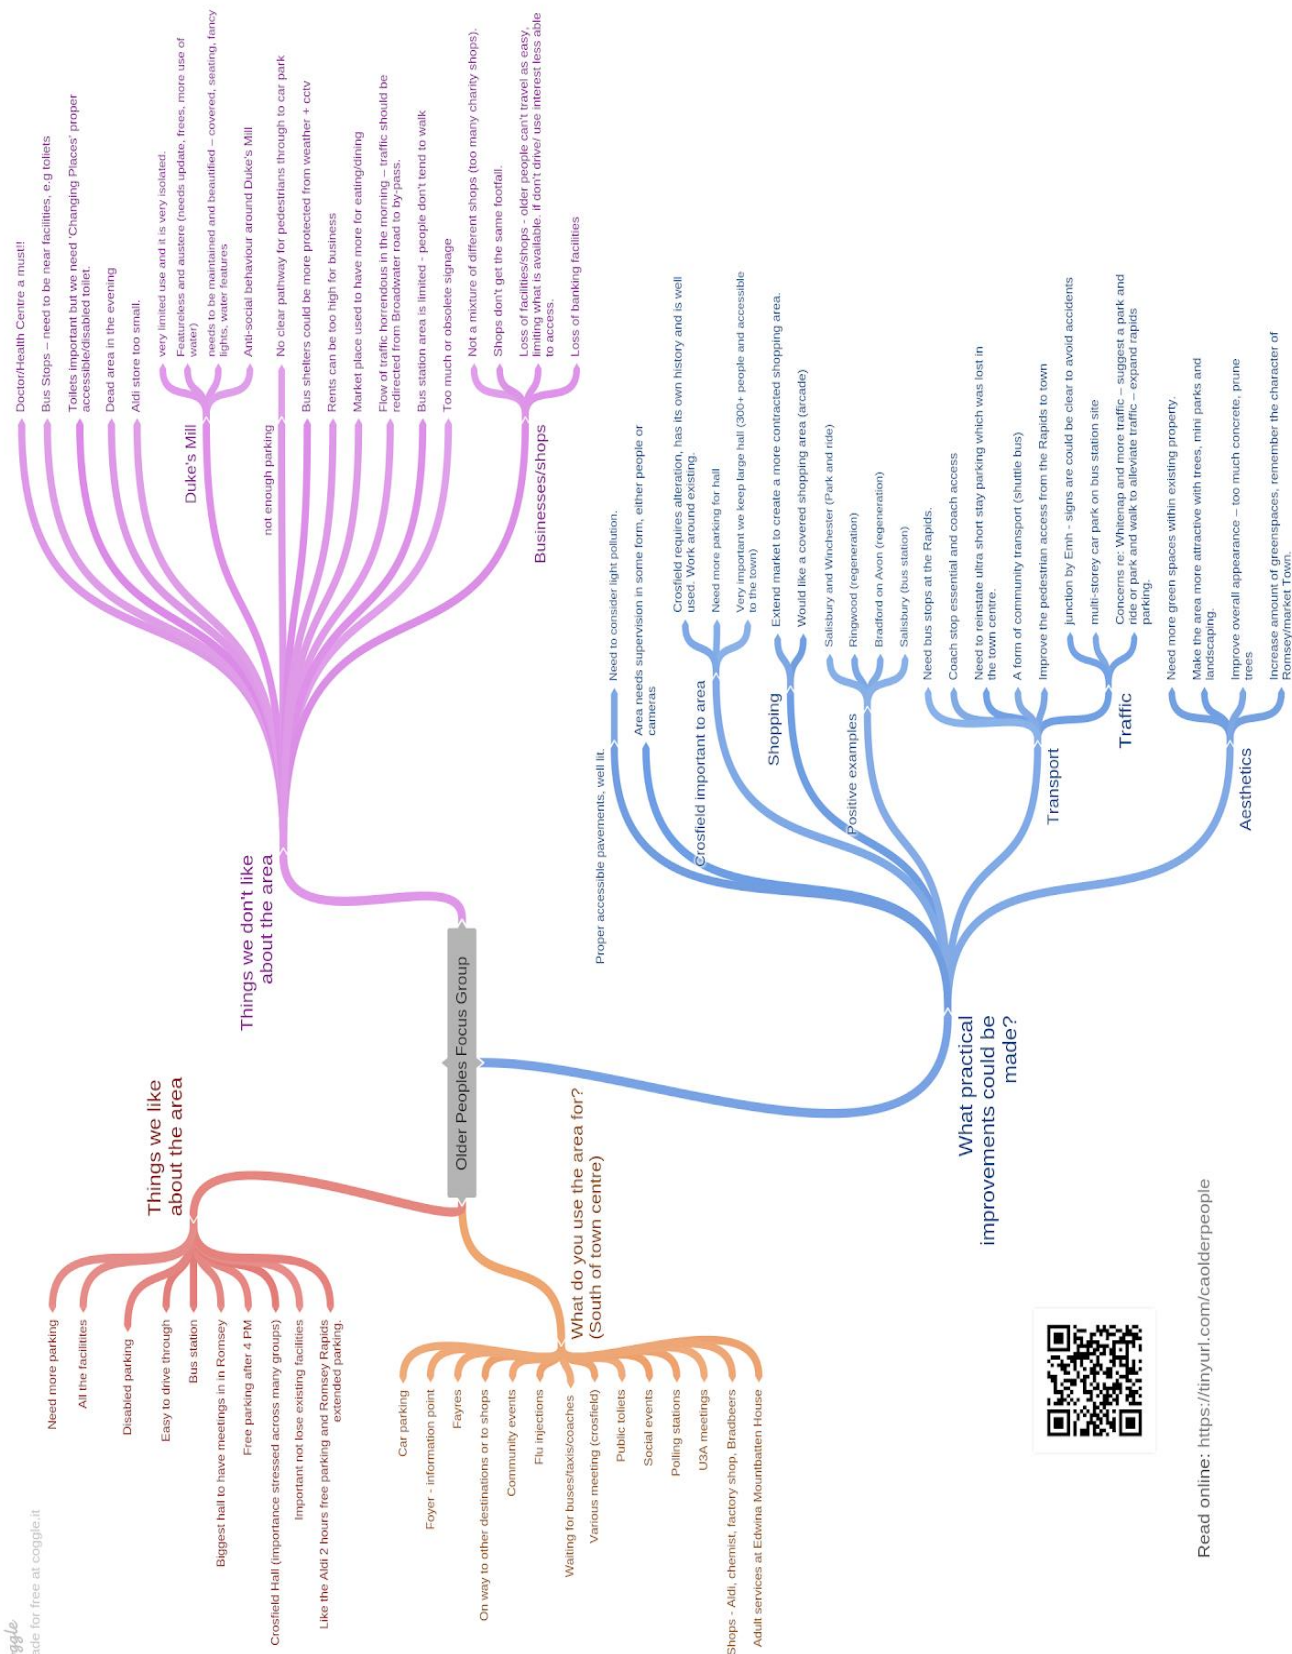 Older Peoples Focus Group
Things we like
about the area
Need more parking
All the facilitites
Disabled parking
Easy to drive through
Bus station
Biggest hall to have meetings in in Romsey
Free parking after 4 PM
Crosfield Hall (importance stressed across many groups)
Important not lose existing facilities
Like the Aldi 2 hours free parking and Romsey Rapids
extended parking.
What do you use the area for?
(South of town centre)
Car parking
Foyer - information point
Fayres
On way to other destinations or to shops
Community events
Flu injections
Waiting for buses/taxis/coaches
Various meeting (crosfield)
Public toliets
Social events
Polling stations
U3A meetings
Shops - Aldi, chemist, factory shop, Bradbeers
Adult services at Edwina Mountbatten House
Things we don't like
about the area
Doctor/Health Centre a must!!
Bus Stops – need to be near facilities, e.g toliets
Toilets important but we need 'Changing Places' proper
accessible/disabled toilet.
Dead area in the evening
Aldi store too small.
Duke's Mill
very limited use and it is very isolated.
Featureless and austere (needs update, frees, more use of
water)
needs to be maintained and beautified – covered, seating, fancy
lights, water features
Anti-social behaviour around Duke's Mill
not enough parking
No clear pathway for pedestrians through to car park
Bus shelters could be more protected from weather + cctv
Rents can be too high for business
Market place used to have more for eating/dining
Flow of traffic horrendous in the morning – traffic should be
redirected from Broadwater road to by-pass.
Bus station area is limited - people don't tend to walk
Too much or obsolete signage
Businesses/shops
Not a mixture of different shops (too many charity shops).
Shops don't get the same footfall.
Loss of facilities/shops - older people can't travel as easy,
limiting what is available. if don't drive/ use interest less able
to access.
Loss of banking facilities
What practical
improvements could be
made?
Proper accessible pavements, well lit.
Need to consider light pollution.
Area needs supervision in some form, either people or
cameras
Crosfield important to area
Crosfield requires alteration, has its own history and is well
used. Work around existing.
Need more parking for hall
Very important we keep large hall (300+ people and accessible
to the town)
Shopping
Extend market to create a more contracted shopping area.
Would like a covered shopping area (arcade)
Positive examples
Salisbury and Winchester (Park and ride)
Ringwood (regeneration)
Bradford on Avon (regeneration)
Salisbury (bus station)
Transport
Need bus stops at the Rapids.
Coach stop essential and coach access
Need to reinstate ultra short stay parking which was lost in
the town centre.
A form of community transport (shuttle bus)
Improve the pedestrian access from the Rapids to town
Traffic
junction by Emh - signs are could be clear to avoid accidents
multi-storey car park on bus station site
Concerns re: Whitenap and more traffic – suggest a park and
ride or park and walk to alleviate traffic – expand rapids
parking.
Aesthetics
Need more green spaces within existing property.
Make the area more attractive with trees, mini parks and
landscaping.
Improve overall appearance – too much concrete, prune
trees
Increase amount of greenspaces, remember the character of
Romsey/market Town.
Read online: https://tinyurl.com/caolderpeople
ggle
ade for free at coggle.it